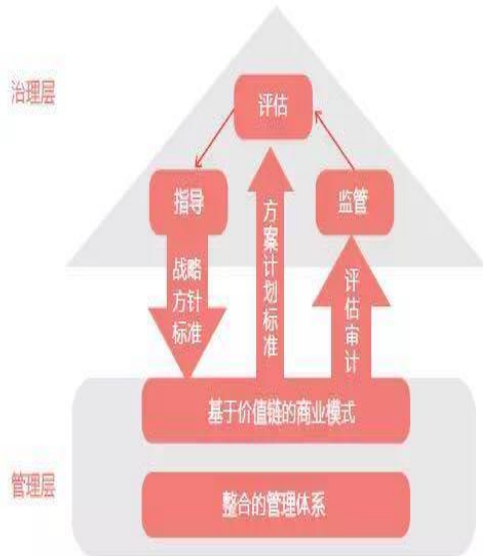 治理层
评估
指导
监管
战略
方针
标准
方案计划标准
评估审计
基于价值链的商业模式
管理层
整合的管理体系